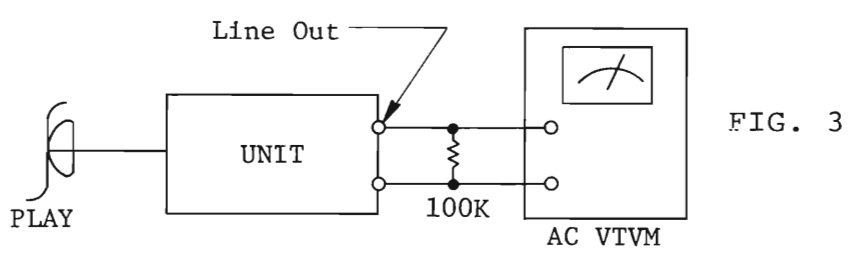 Line Out
FIG. 3
UNIT
PLAY
100K
AC VTVM